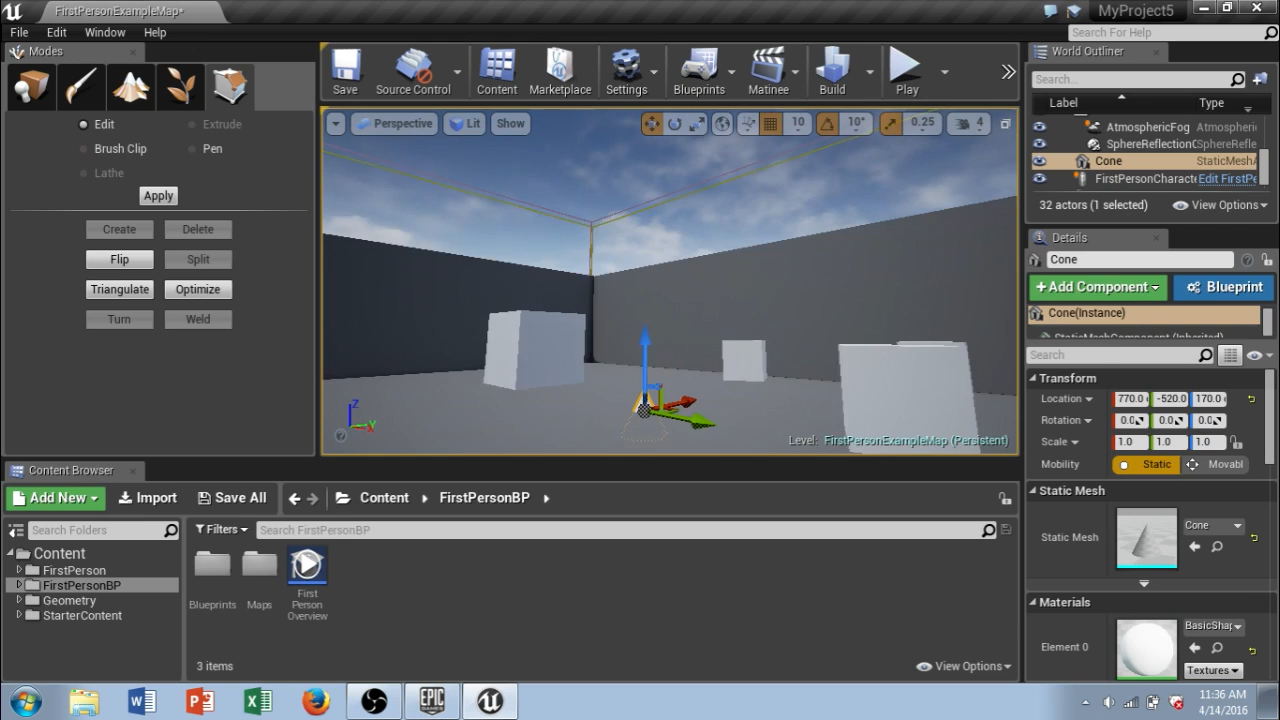 FirstPersonExampleMap*
MyProject5
File Edit Window Help
Search For Help
Modes
Edit Extrude
Brush Clip Pen
Lathe
Apply
Create Delete
Flip Split
Triangulate Optimize
Turn Weld
Save Source Control Content Marketplace Settings Blueprints Matinee Build Play
Perspective Lit Show 10 10° 0.25 4
Z
Y
X
Level: FirstPersonExampleMap (Persistent)
World Outliner
Search...
Label Type
AtmosphericFog Atmospheri
SphereReflectionC SphereRefle
Cone StaticMeshA
FirstPersonCharacte Edit FirstPe
32 actors (1 selected) View Options
Details
Cone
+Add Component Blueprint
Cone(Instance)
StaticMeshComponent (Inherited)
Search
Transform
Location 770.0 -520.0 170.0
Rotation 0.0 0.0 0.0
Scale 1.0 1.0 1.0
Mobility Static Movabl
Static Mesh
Static Mesh Cone
Materials
Element 0 BasicShap
Textures
Content Browser
Add New Import Save All Content FirstPersonBP
Search Folders
Filters Search FirstPersonBP
Content
FirstPerson
FirstPersonBP
Geometry
StarterContent
Blueprints Maps First Person Overview
3 items View Options
EPIC GAMES
11:36 AM
4/14/2016